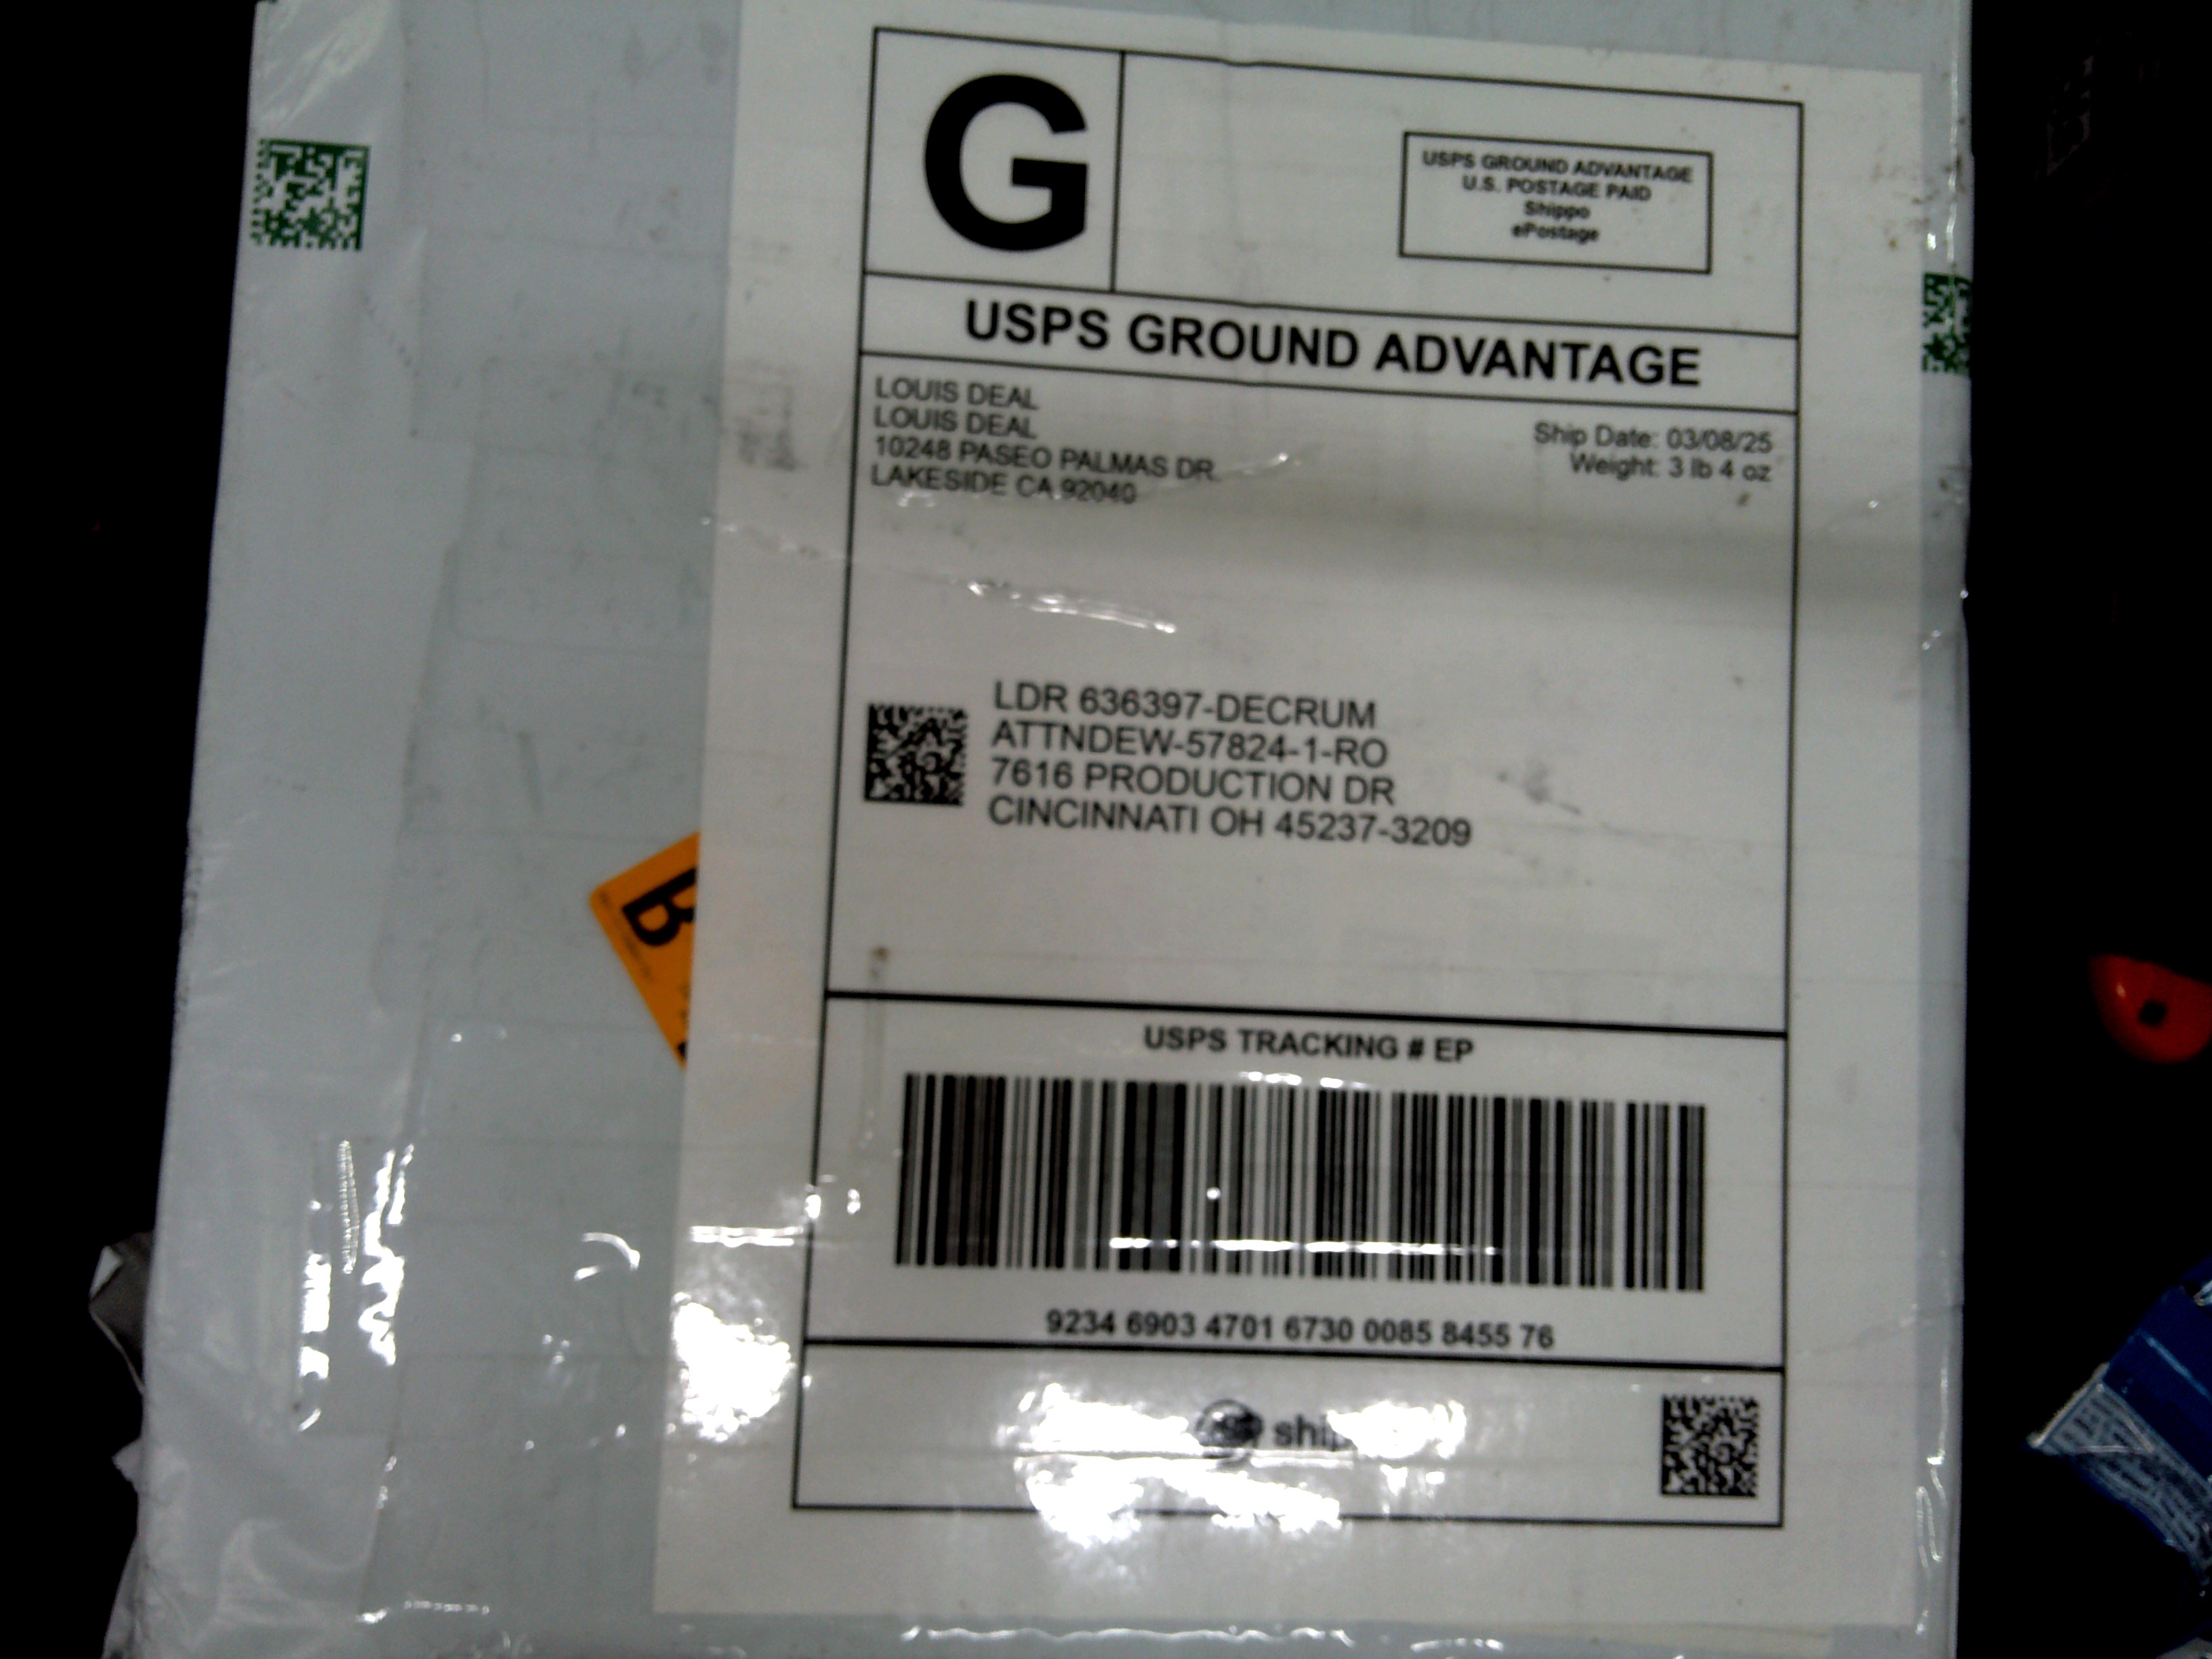 G
USPS GROUND ADVANTAGE
U.S. POSTAGE PAID
Shippo
ePostage
USPS GROUND ADVANTAGE
LOUIS DEAL
LOUIS DEAL
10248 PASEO PALMAS DR.
LAKESIDE CA 92040
Ship Date: 03/08/25
Weight: 3 lb 4 oz
LDR 636397-DECRUM
ATTNDEW-57824-1-RO
7616 PRODUCTION DR
CINCINNATI OH 45237-3209
B
USPS TRACKING # EP
9234 6903 4701 6730 0085 8455 76